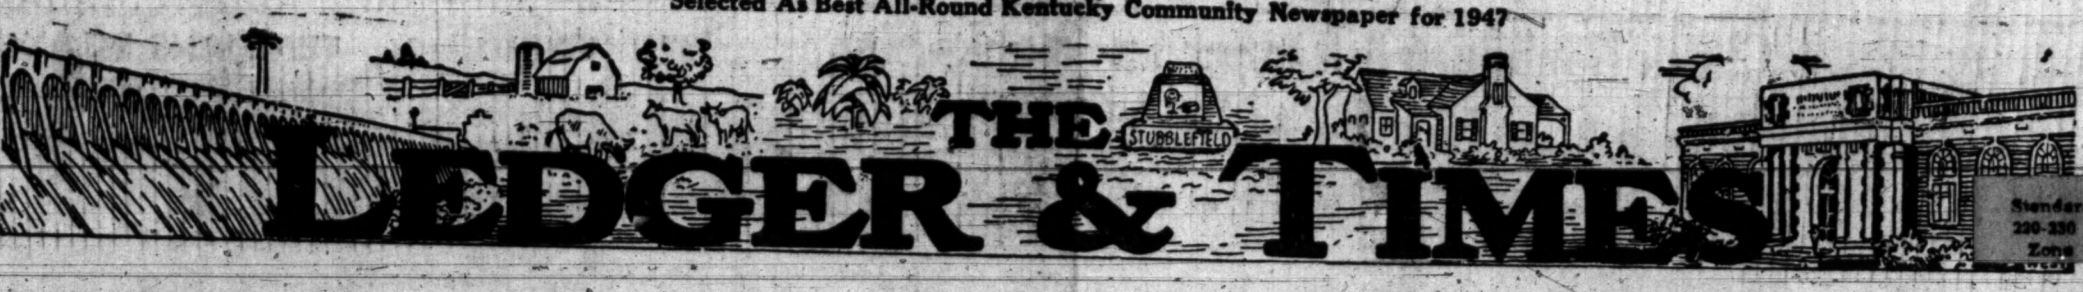 Selected As Best All-Round Kentucky Community Newspaper for 1947
THE
STUBBLEFIELD
LEDGER & TIMES
Standar
220-230
Zone